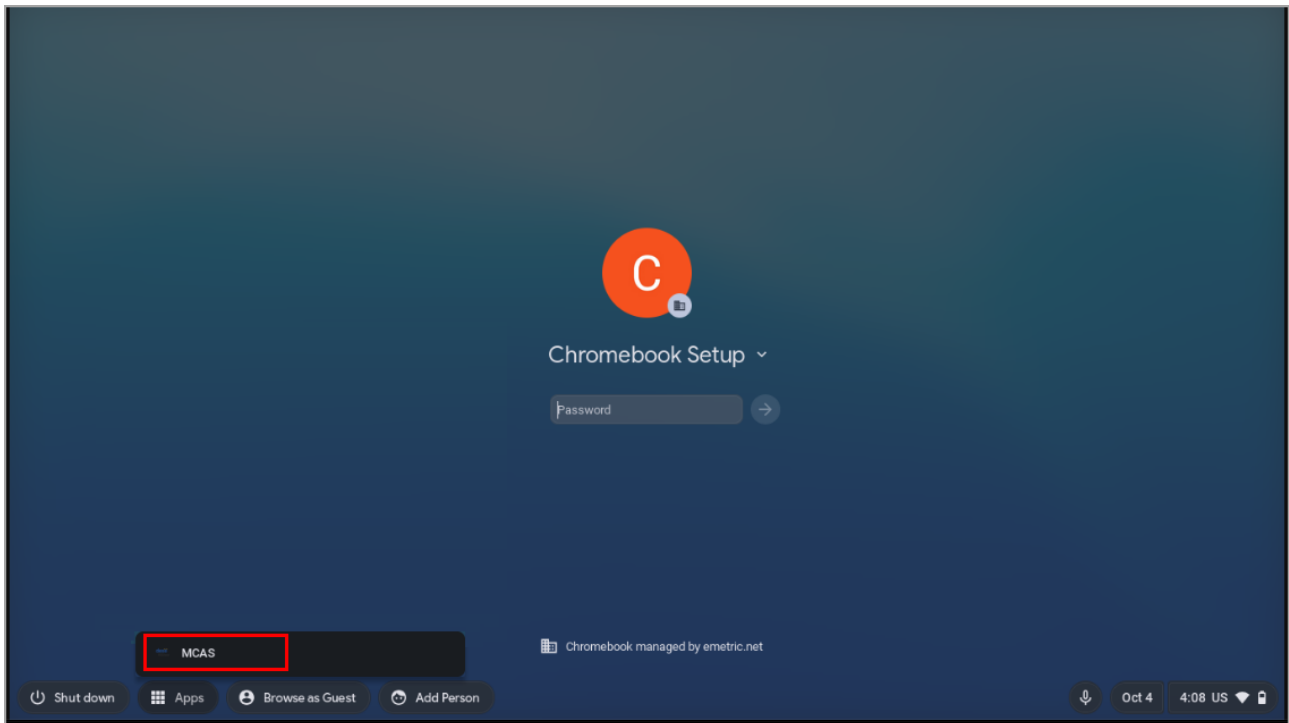 C
Chromebook Setup
Password
Chromebook managed by emetric.net
MCAS
Shut down
Apps
Browse as Guest
Add Person
Oct 4
4:08 US